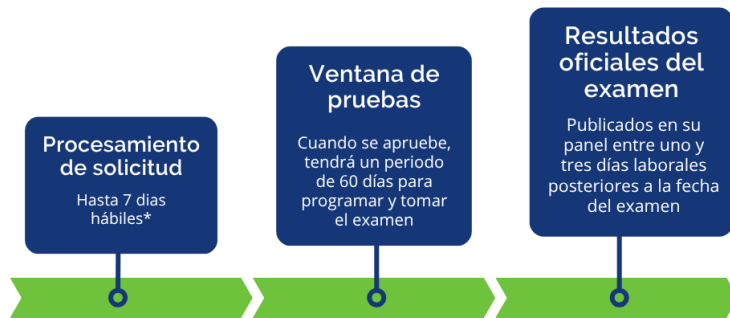 Procesamiento
de solicitud
Hasta 7 dias
hábiles*
Ventana de
pruebas
Cuando se apruebe,
tendrá un periodo
de 60 días para
programar y tomar
el examen
Resultados
oficiales del
examen
Publicados en su
panel entre uno y
tres días laborales
posteriores a la fecha
del examen